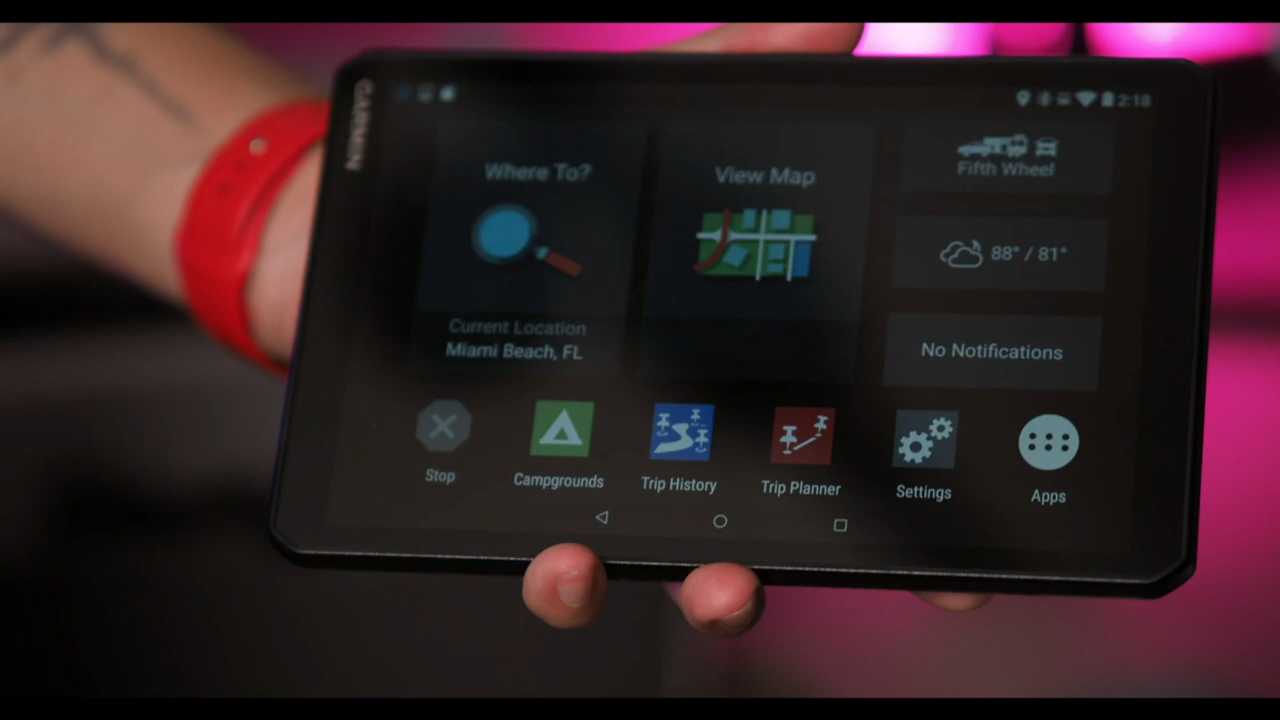 GARMIN
2:18
Where To?
View Map
Fifth Wheel
88° / 81°
Current Location
Miami Beach, FL
No Notifications
Stop
Campgrounds
Trip History
Trip Planner
Settings
Apps